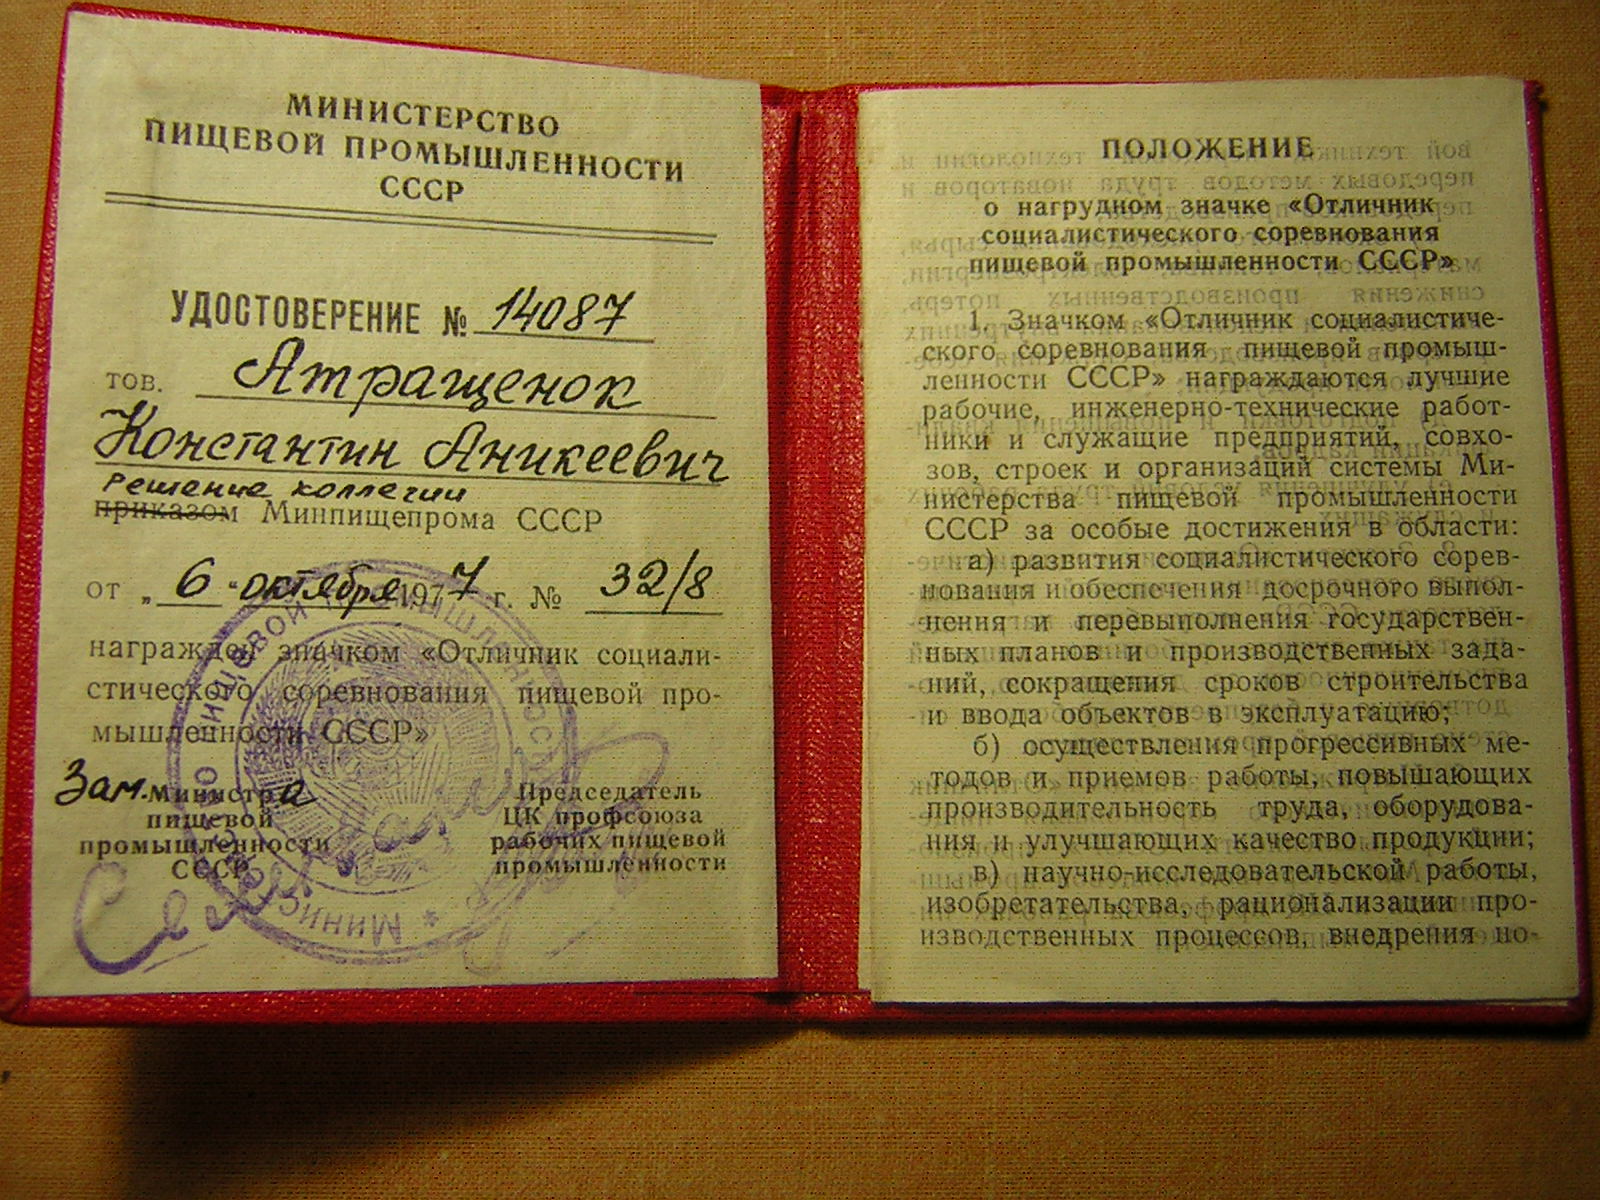 МИНИСТЕРСТВО
ПИЩЕВОЙ ПРОМЫШЛЕННОСТИ
СССР
УДОСТОВЕРЕНИЕ № 14087
тов. Атращенок
Константин Аникеевич
Решение коллегии
приказом Минпищепрома СССР
от „ 6 " октября 1977 г. № 32/8
награжден значком «Отличник социали-
стического соревнования пищевой про-
мышленности СССР»
Зам. Министра
пищевой
промышленности
СССР
Председатель
ЦК профсоюза
рабочих пищевой
промышленности
ПОЛОЖЕНИЕ
о нагрудном значке «Отличник
социалистического соревнования
пищевой промышленности СССР»
1. Значком «Отличник социалистиче-
ского соревнования пищевой промыш-
ленности СССР» награждаются лучшие
рабочие, инженерно-технические работ-
ники и служащие предприятий, совхо-
зов, строек и организаций системы Ми-
нистерства пищевой промышленности
СССР за особые достижения в области:
а) развития социалистического сорев-
нования и обеспечения досрочного выпол-
нения и перевыполнения государствен-
ных планов и производственных зада-
ний, сокращения сроков строительства
и ввода объектов в эксплуатацию;
б) осуществления прогрессивных ме-
тодов и приемов работы, повышающих
производительность труда, оборудова-
ния и улучшающих качество продукции;
в) научно-исследовательской работы,
изобретательства, рационализации про-
изводственных процессов, внедрения но-